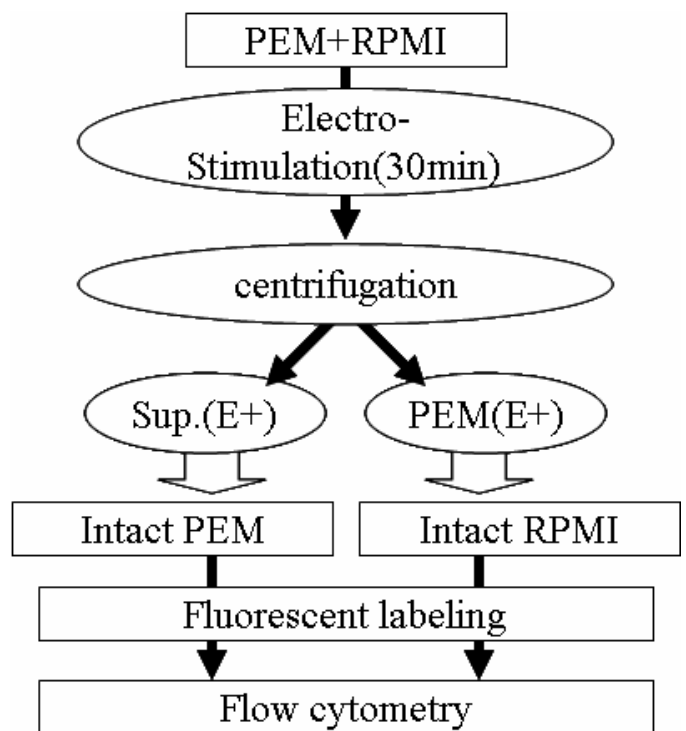 PEM+RPMI
Electro-
Stimulation(30min)
centrifugation
Sup.(E+)
PEM(E+)
Intact PEM
Intact RPMI
Fluorescent labeling
Flow cytometry